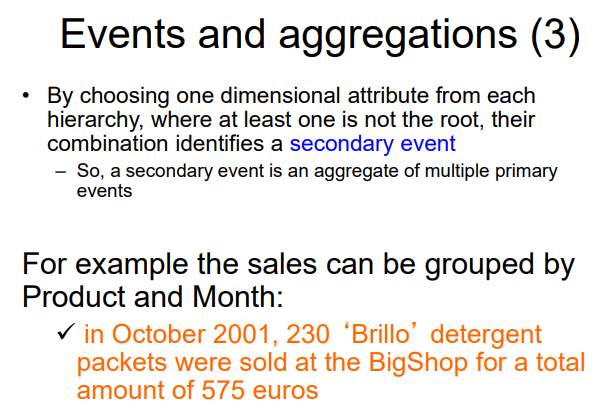 Events and aggregations (3)
• By choosing one dimensional attribute from each
hierarchy, where at least one is not the root, their
combination identifies a secondary event
– So, a secondary event is an aggregate of multiple primary
events
For example the sales can be grouped by
Product and Month:
✓ in October 2001, 230 ‘Brillo’ detergent
packets were sold at the BigShop for a total
amount of 575 euros